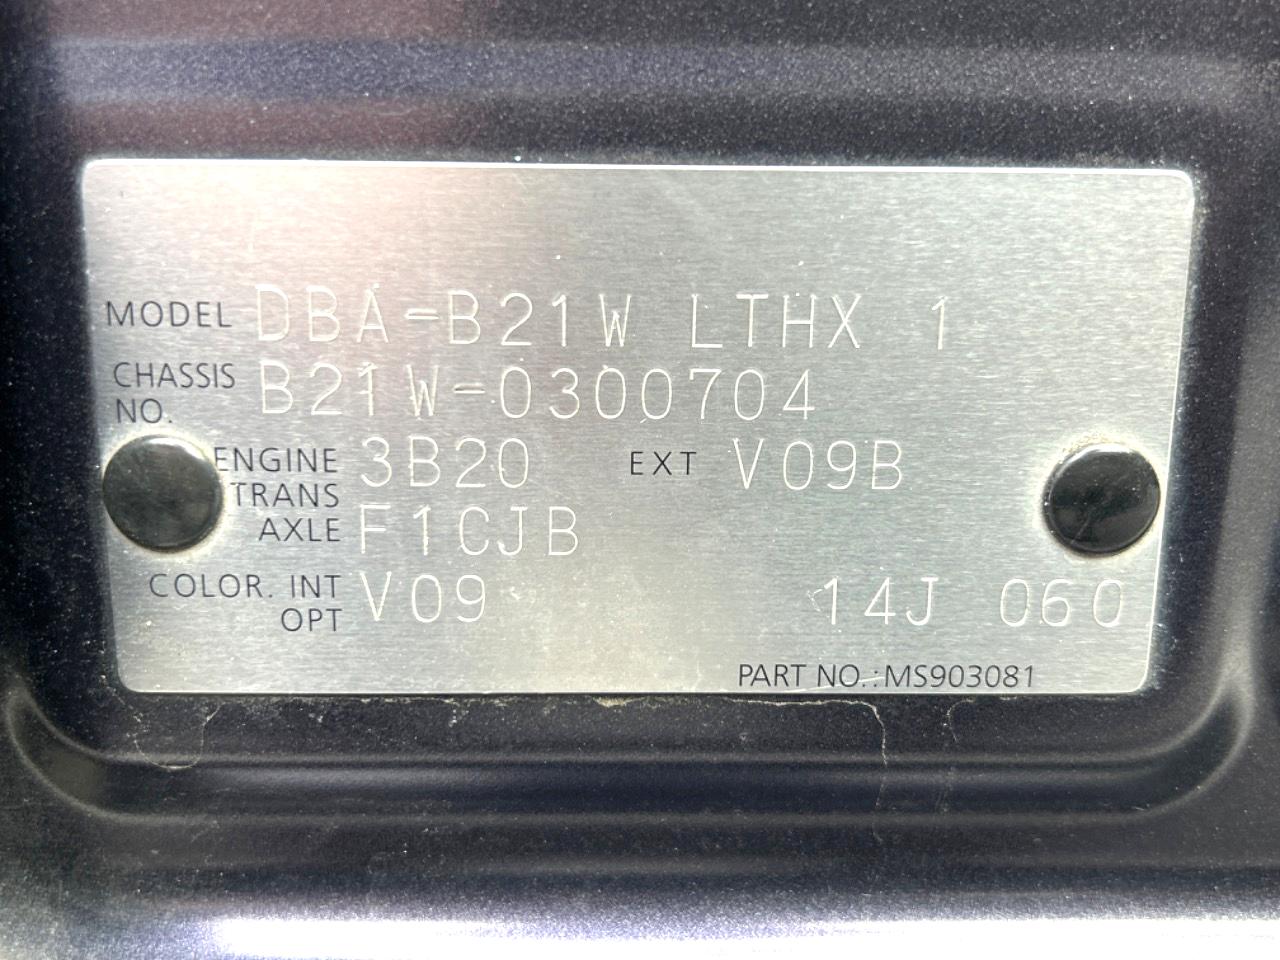 MODEL DBA-B21W LTHX 1
CHASSIS NO. B21W-0300704
ENGINE 3B20 EXT V09B
TRANS AXLE F1CJB
COLOR. INT OPT V09 14J 060
PART NO.:MS903081